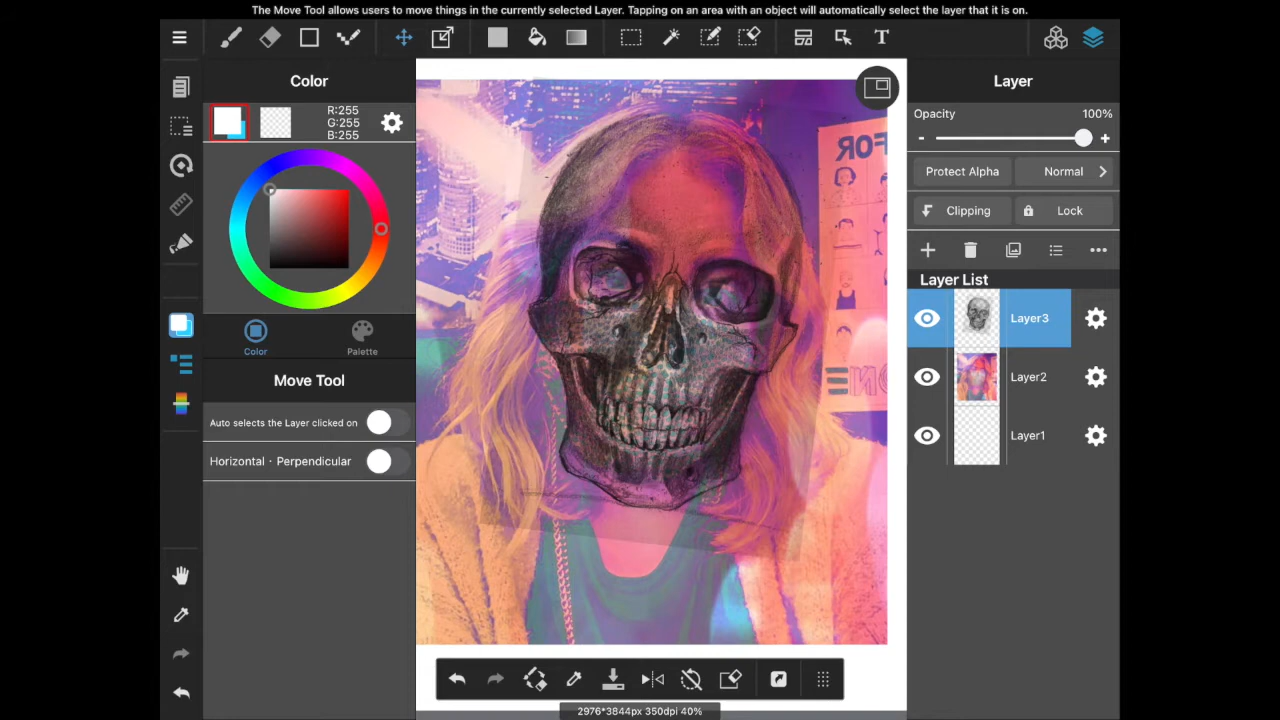 The Move Tool allows users to move things in the currently selected Layer. Tapping on an area with an object will automatically select the layer that it is on.
T
Color
R:255
G:255
B:255
Color
Palette
Move Tool
Auto selects the Layer clicked on
Horizontal・Perpendicular
FOR
Layer
Opacity
100%
-
+
Protect Alpha
Normal
Clipping
Lock
Layer List
Layer3
Layer2
Layer1
2976*3844px 350dpi 40%